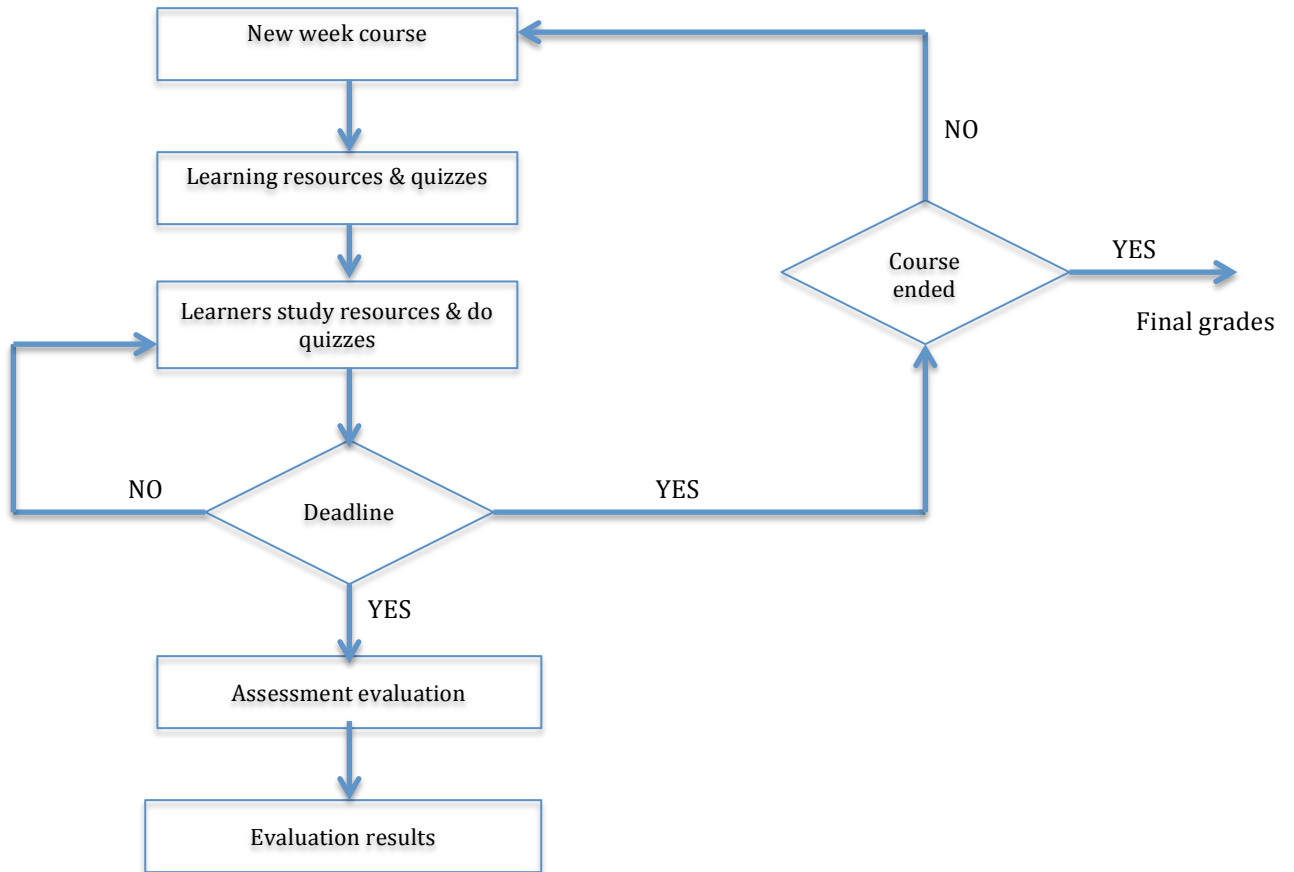 New week course
NO
Learning resources & quizzes
Course
ended
YES
Final grades
Learners study resources & do
quizzes
NO
Deadline
YES
YES
Assessment evaluation
Evaluation results